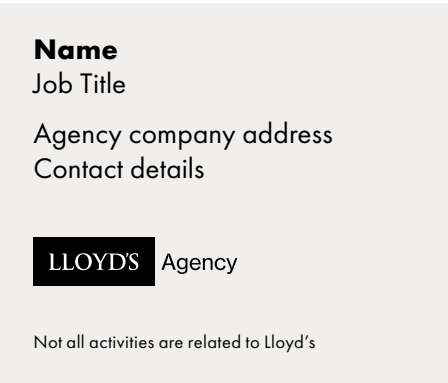 Name
Job Title
Agency company address
Contact details
LLOYD'S Agency
Not all activities are related to Lloyd's